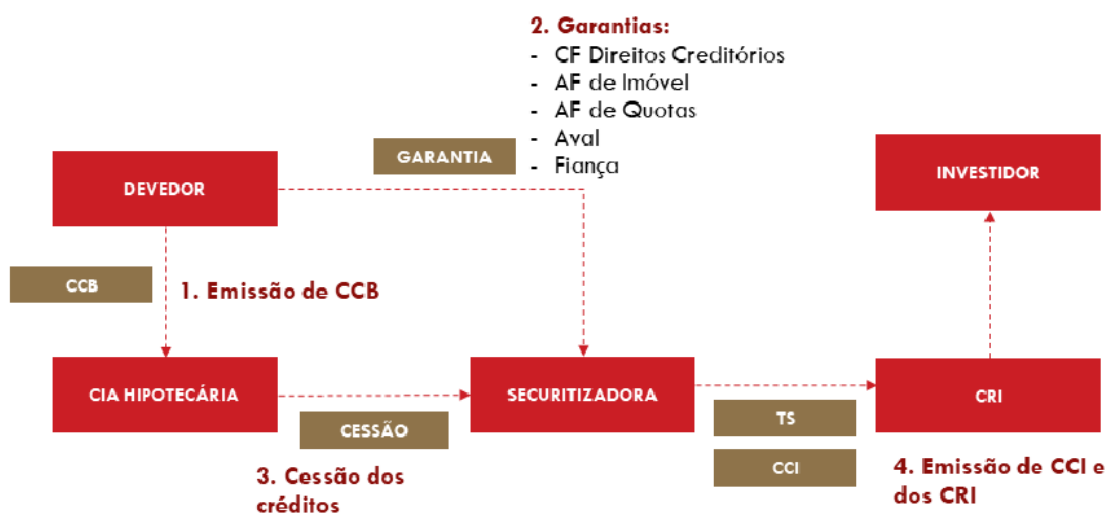 2. Garantias:
- CF Direitos Creditórios
- AF de Imóvel
- AF de Quotas
- Aval
- Fiança
GARANTIA
DEVEDOR
INVESTIDOR
CCB
1. Emissão de CCB
CIA HIPOTECÁRIA
SECURITIZADORA
CRI
CESSÃO
TS
CCI
3. Cessão dos
créditos
4. Emissão de CCI e
dos CRI